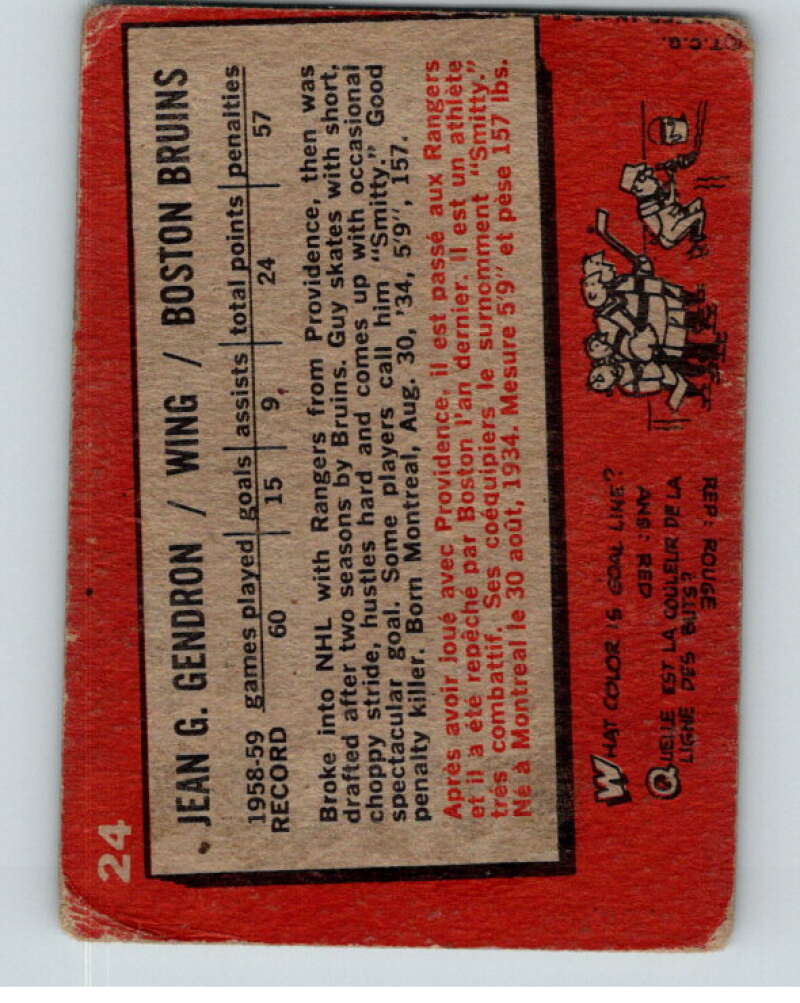 24
JEAN G. GENDRON / WING / BOSTON BRUINS
1958-59 games played goals assists total points penalties
RECORD 60 15 9 24 57
Broke into NHL with Rangers from Providence, then was
drafted after two seasons by Bruins. Guy skates with short,
choppy stride, hustles hard and comes up with occasional
spectacular goal. Some players call him "Smitty." Good
penalty killer. Born Montreal, Aug. 30, '34, 5'9", 157.
Après avoir joué avec Providence, il est passé aux Rangers
et il a été repêché par Boston l'an dernier. Il est un athlète
trés combattif. Ses coéquipiers le surnomment "Smitty."
Né à Montreal le 30 août, 1934. Mesure 5'9" et pèse 157 lbs.
WHAT COLOR IS GOAL LINE?
ANS: RED
QUELLE EST LA COULEUR DE LA
LIGNE DES BUTS?
REP: ROUGE
©T.C.G.